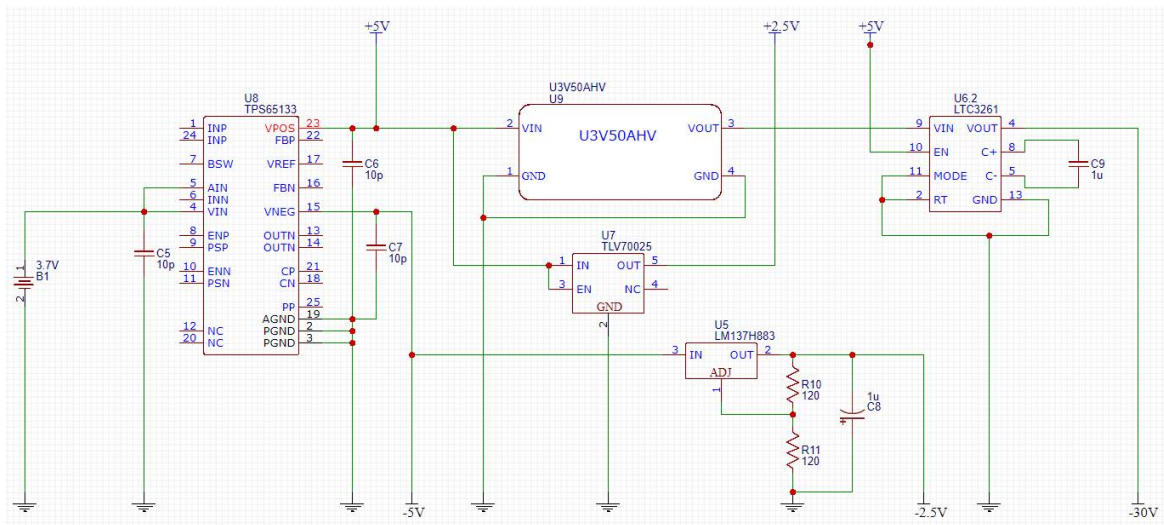 +5V
+2.5V
+5V
U8
TPS65133
1 INP
24 INP
7 BSW
5 AIN
6 INN
4 VIN
8 ENP
9 PSP
10 ENN
11 PSN
12 NC
20 NC
VPOS 23
FBP 22
VREF 17
FBN 16
VNEG 15
OUTN 13
OUTN 14
CP 21
CN 18
PP 25
AGND 19
PGND 2
PGND 3
C6
10p
C7
10p
C5
10p
1
3.7V
B1
2
U3V50AHV
U9
U3V50AHV
2 VIN
VOUT 3
1 GND
GND 4
U7
TLV70025
1 IN
OUT 5
3 EN
NC 4
GND
2
U5
LM137H883
3 IN
OUT 2
ADJ
1
R10
120
R11
120
1u
C8
+
U6.2
LTC3261
9 VIN
VOUT 4
10 EN
C+ 8
11 MODE
C- 5
2 RT
GND 13
C9
1u
-5V
-2.5V
-30V